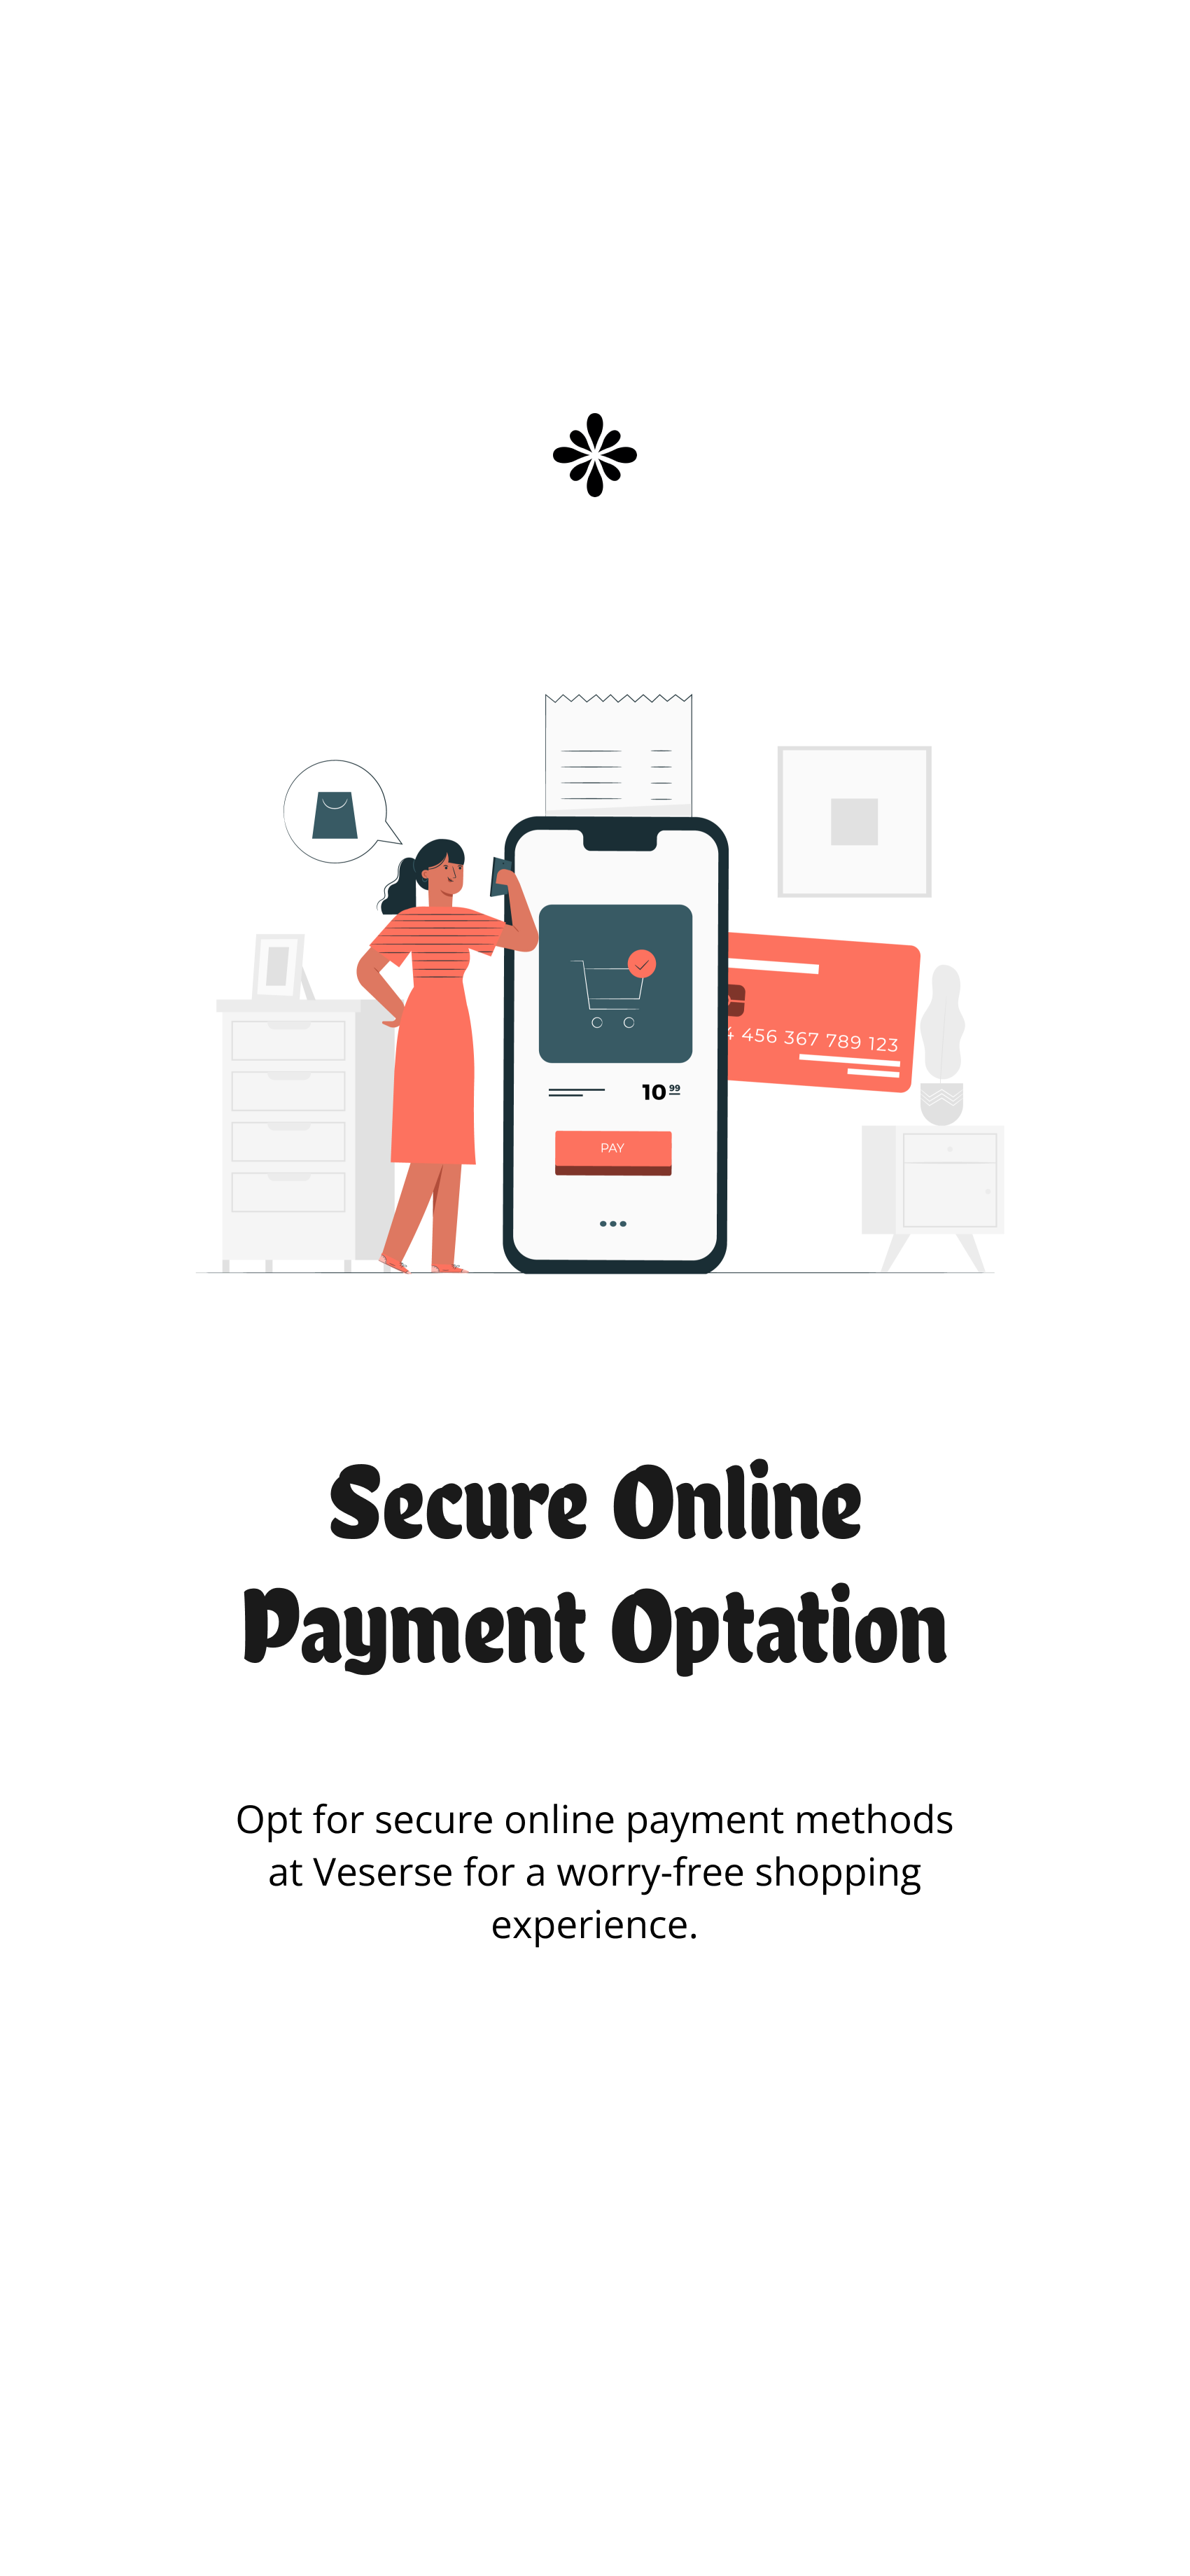 10 99
PAY
4 456 367 789 123
Secure Online
Payment Optation
Opt for secure online payment methods
at Veserse for a worry-free shopping
experience.